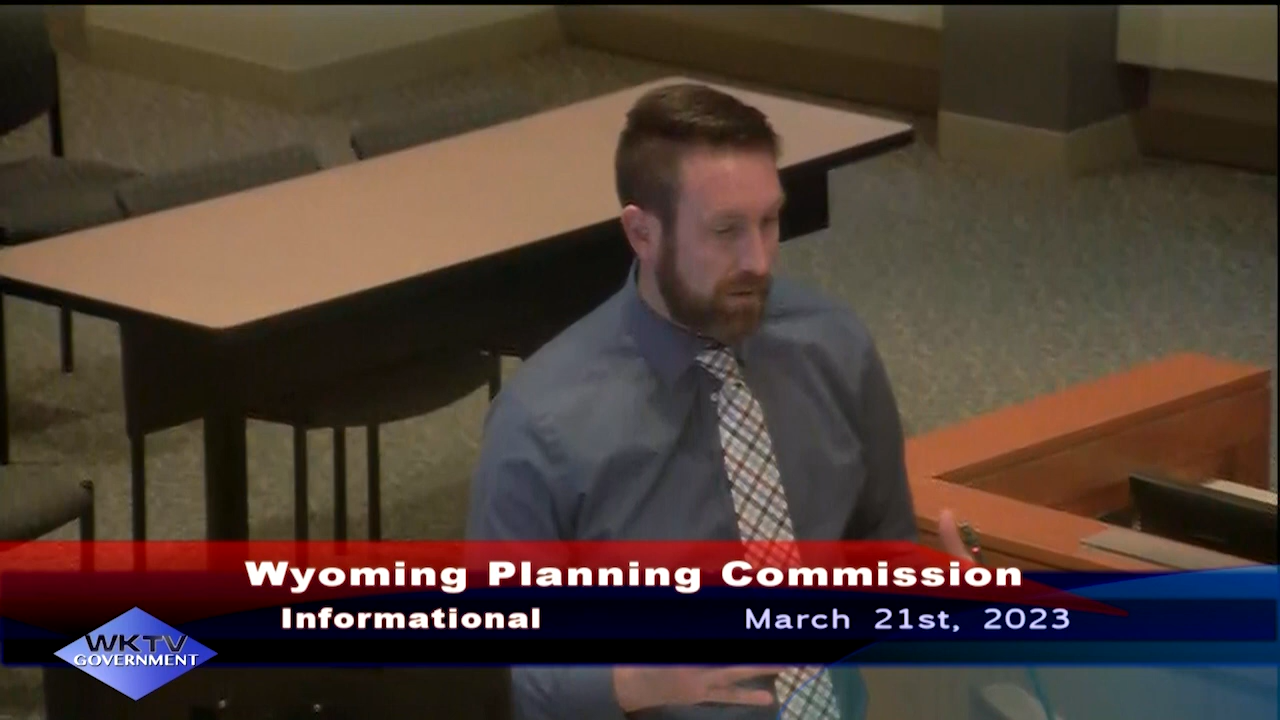 Wyoming Planning Commission
Informational March 21st, 2023
WKTV
GOVERNMENT